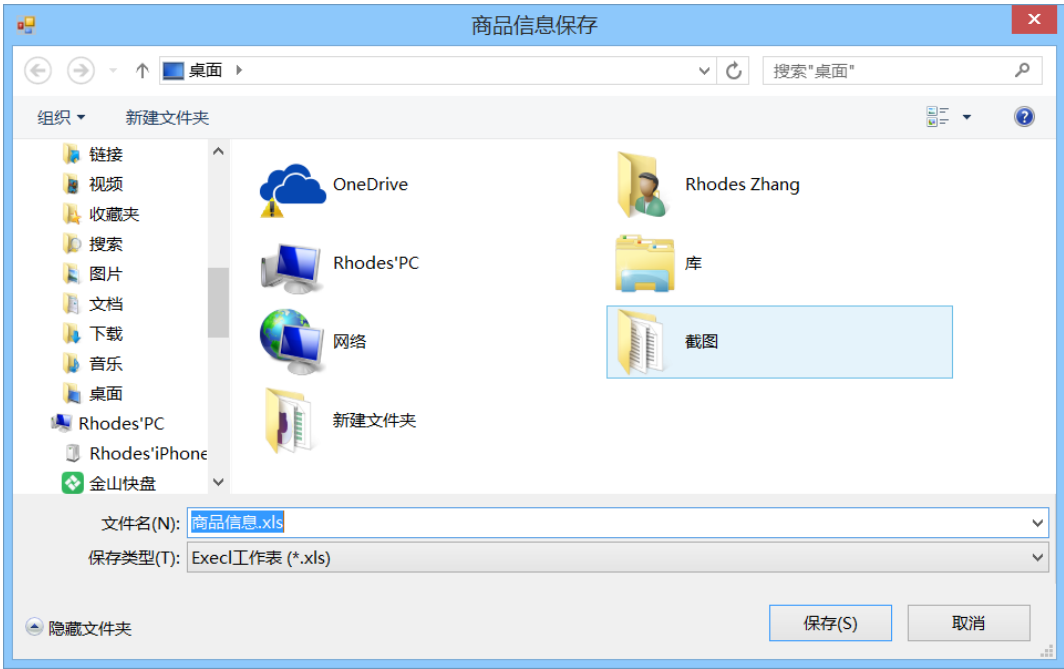 商品信息保存
桌面
搜索"桌面"
组织
新建文件夹
链接
视频
收藏夹
搜索
图片
文档
下载
音乐
桌面
Rhodes'PC
Rhodes'iPhone
金山快盘
OneDrive
Rhodes Zhang
Rhodes'PC
库
网络
截图
新建文件夹
文件名(N): 商品信息.xls
保存类型(T): Execl工作表 (*.xls)
隐藏文件夹
保存(S)
取消